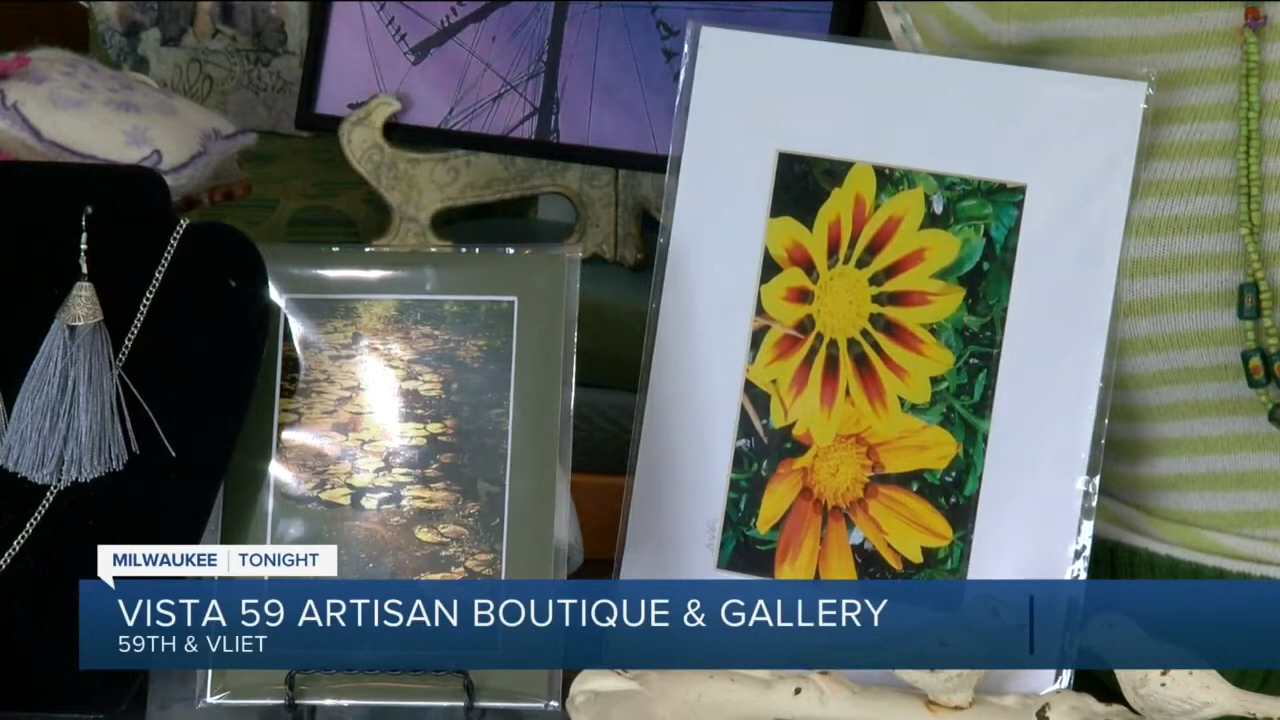 MILWAUKEE TONIGHT
VISTA 59 ARTISAN BOUTIQUE & GALLERY
59TH & VLIET